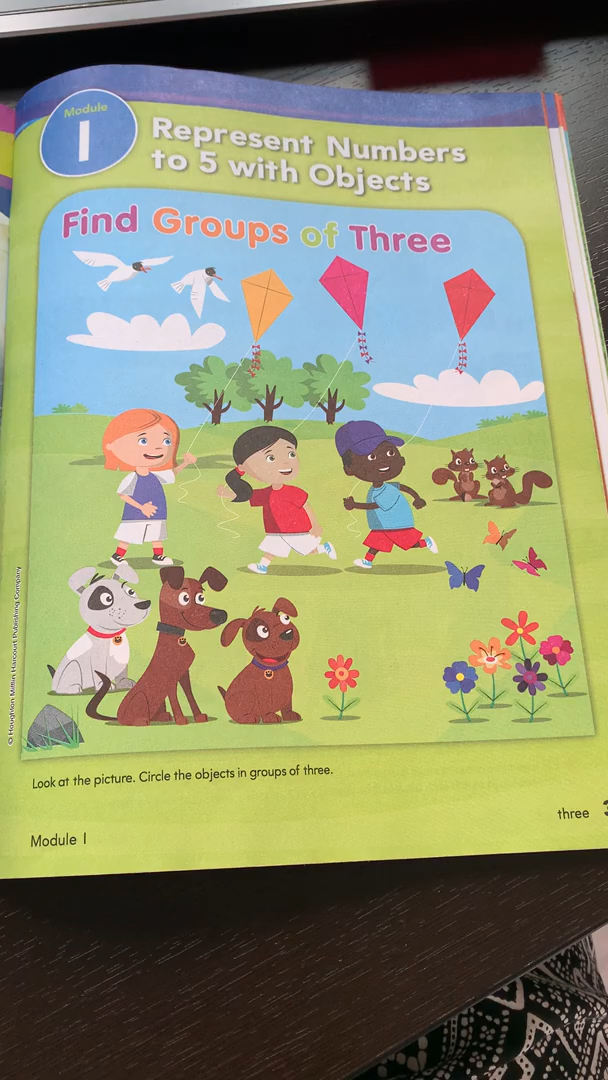 Module
1
Represent Numbers
to 5 with Objects
Find Groups of Three
© Houghton Mifflin Harcourt Publishing Company
Look at the picture. Circle the objects in groups of three.
three 3
Module 1